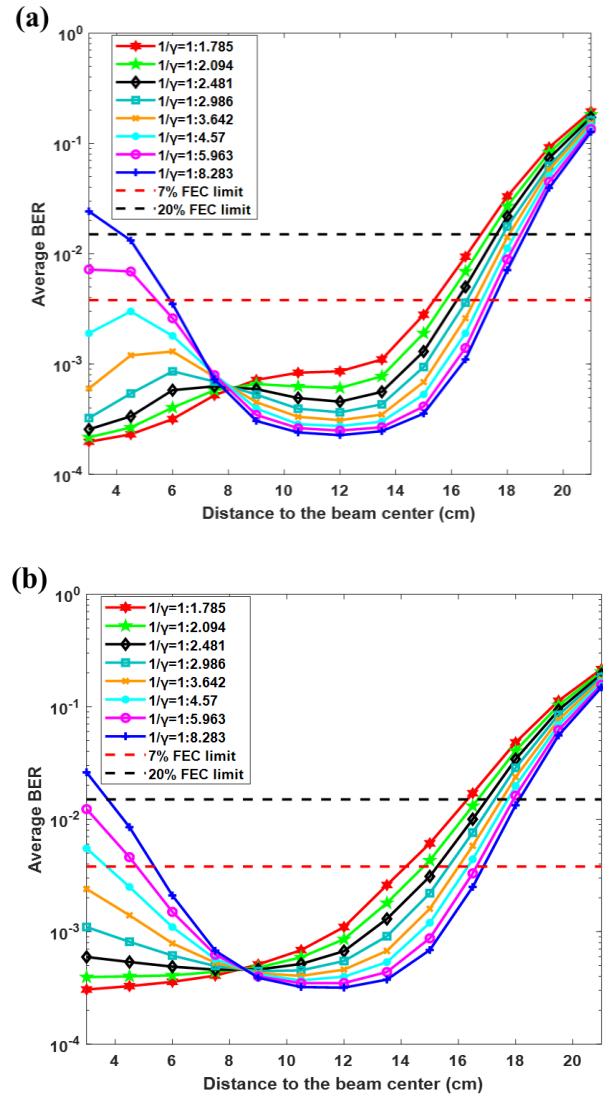 (a)
10^0
10^-1
10^-2
10^-3
10^-4
Average BER
1/γ=1:1.785
1/γ=1:2.094
1/γ=1:2.481
1/γ=1:2.986
1/γ=1:3.642
1/γ=1:4.57
1/γ=1:5.963
1/γ=1:8.283
7% FEC limit
20% FEC limit
4 6 8 10 12 14 16 18 20
Distance to the beam center (cm)
(b)
10^0
10^-1
10^-2
10^-3
10^-4
Average BER
1/γ=1:1.785
1/γ=1:2.094
1/γ=1:2.481
1/γ=1:2.986
1/γ=1:3.642
1/γ=1:4.57
1/γ=1:5.963
1/γ=1:8.283
7% FEC limit
20% FEC limit
4 6 8 10 12 14 16 18 20
Distance to the beam center (cm)